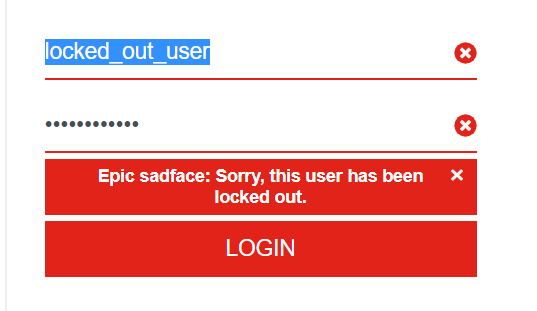 locked_out_user
••••••••••••
Epic sadface: Sorry, this user has been
locked out.
LOGIN